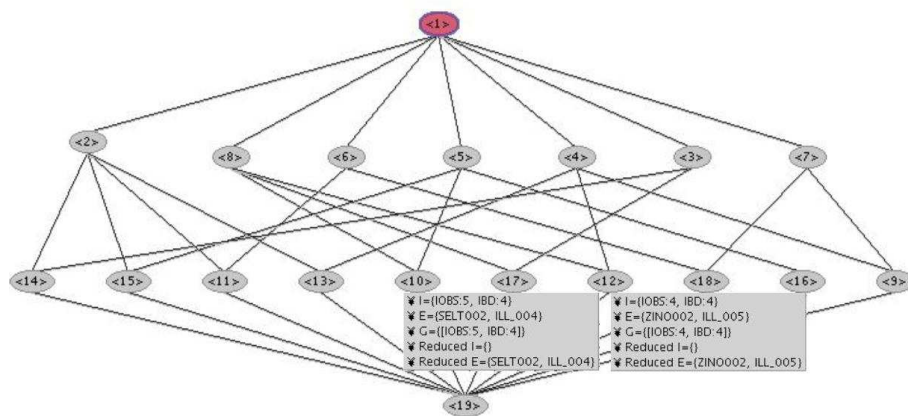 <1>
<2>
<8> <6> <5> <4> <3> <7>
<14> <15> <11> <13> <10> <17> <12> <18> <16> <9>
¥ I={IOBS:5, IBD:4}
¥ E={SELT002, ILL_004}
¥ G={[IOBS:5, IBD:4]}
¥ Reduced I={}
¥ Reduced E={SELT002, ILL_004}
¥ I={IOBS:4, IBD:4}
¥ E={ZINO002, ILL_005}
¥ G={[IOBS:4, IBD:4]}
¥ Reduced I={}
¥ Reduced E={ZINO002, ILL_005}
<19>